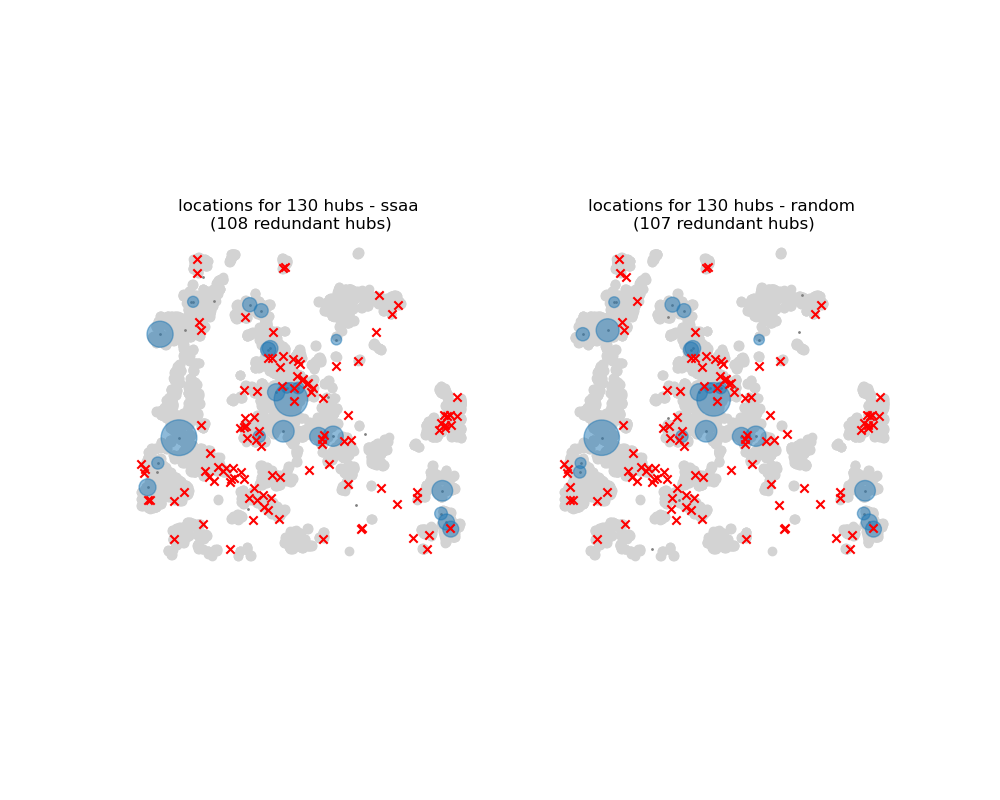 locations for 130 hubs - ssaa
(108 redundant hubs)
locations for 130 hubs - random
(107 redundant hubs)